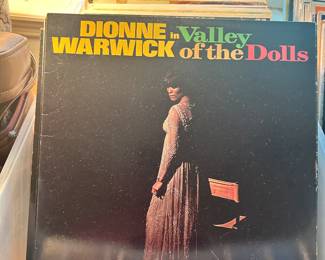 DIONNE in Valley
WARWICK of the Dolls